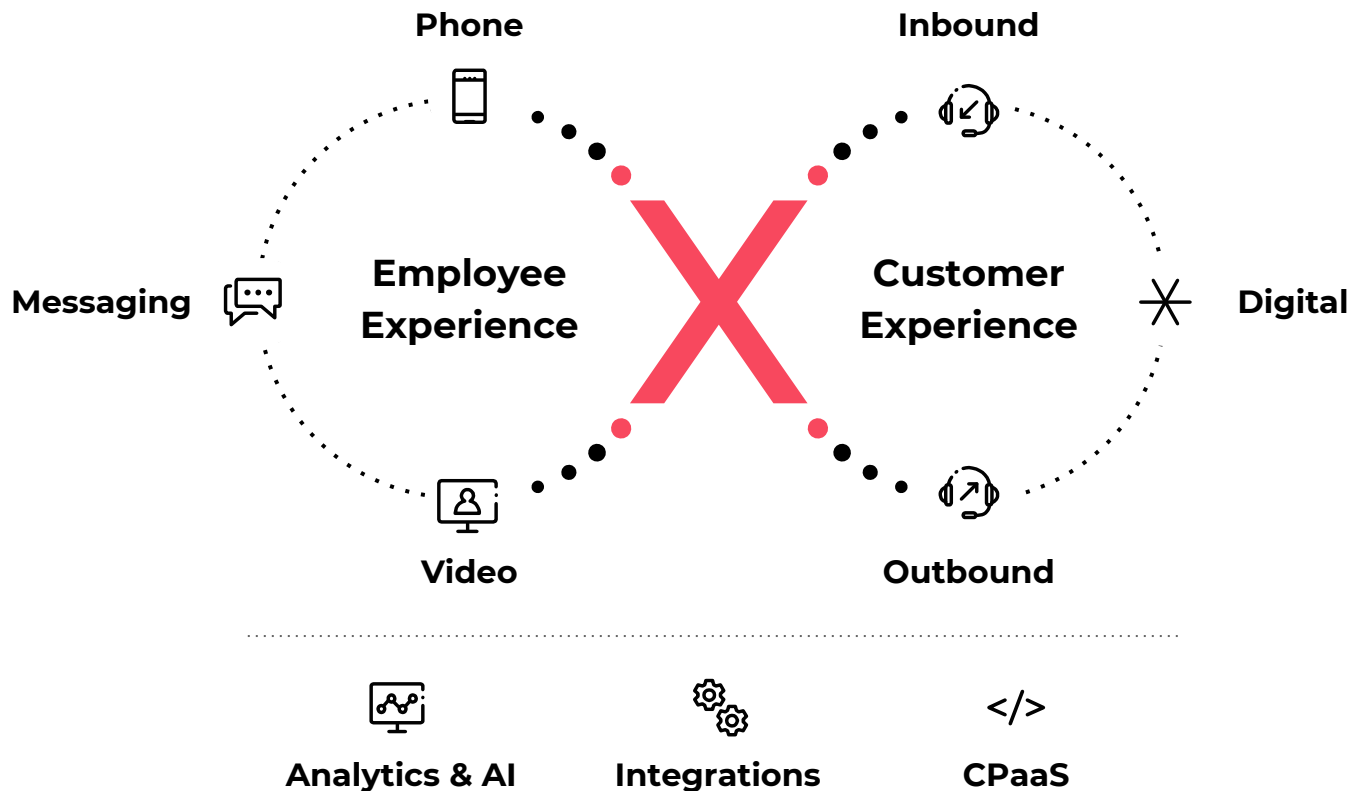 Phone
Inbound
Messaging
Employee
Experience
X
Customer
Experience
Digital
Video
Outbound
</>
Analytics & AI
Integrations
CPaaS